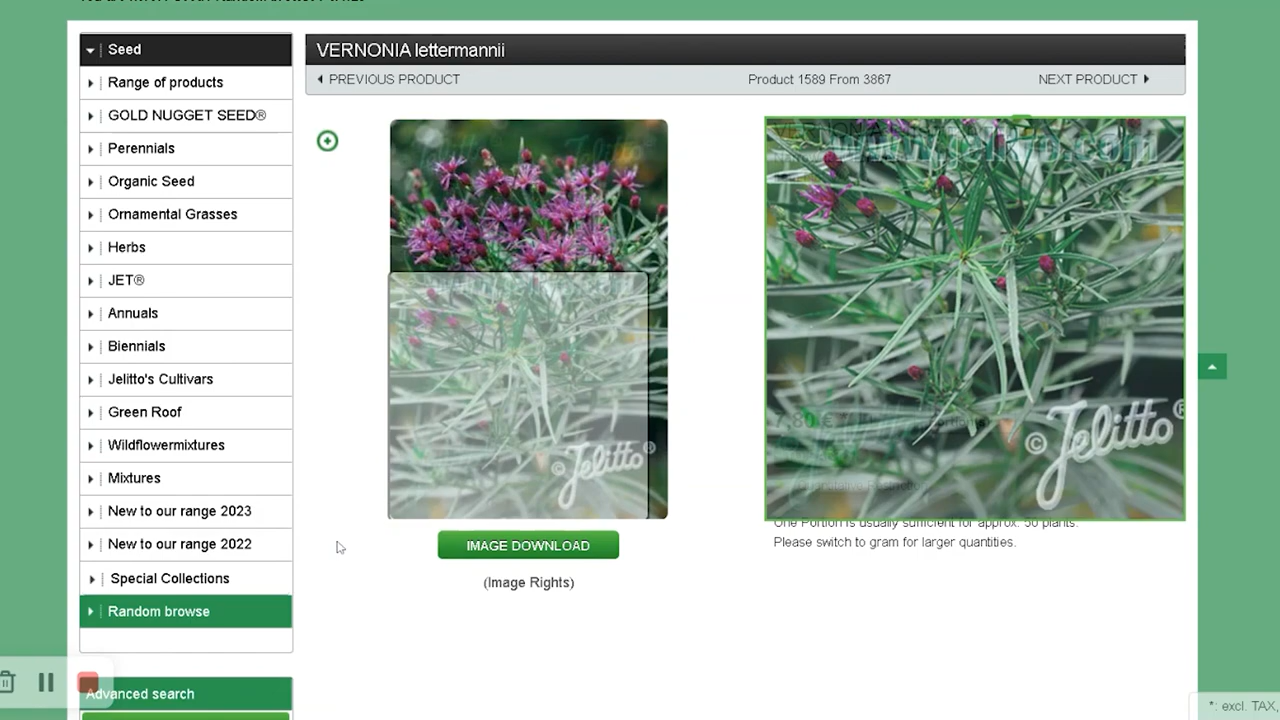 Seed
Range of products
GOLD NUGGET SEED®
Perennials
Organic Seed
Ornamental Grasses
Herbs
JET®
Annuals
Biennials
Jelitto's Cultivars
Green Roof
Wildflowermixtures
Mixtures
New to our range 2023
New to our range 2022
Special Collections
Random browse
Advanced search
VERNONIA lettermannii
PREVIOUS PRODUCT
Product 1589 From 3867
NEXT PRODUCT
www.jelitto.com
©Jelitto®
©Jelitto®
IMAGE DOWNLOAD
(Image Rights)
One Portion is usually sufficient for approx. 50 plants.
Please switch to gram for larger quantities.
*: excl. TAX,